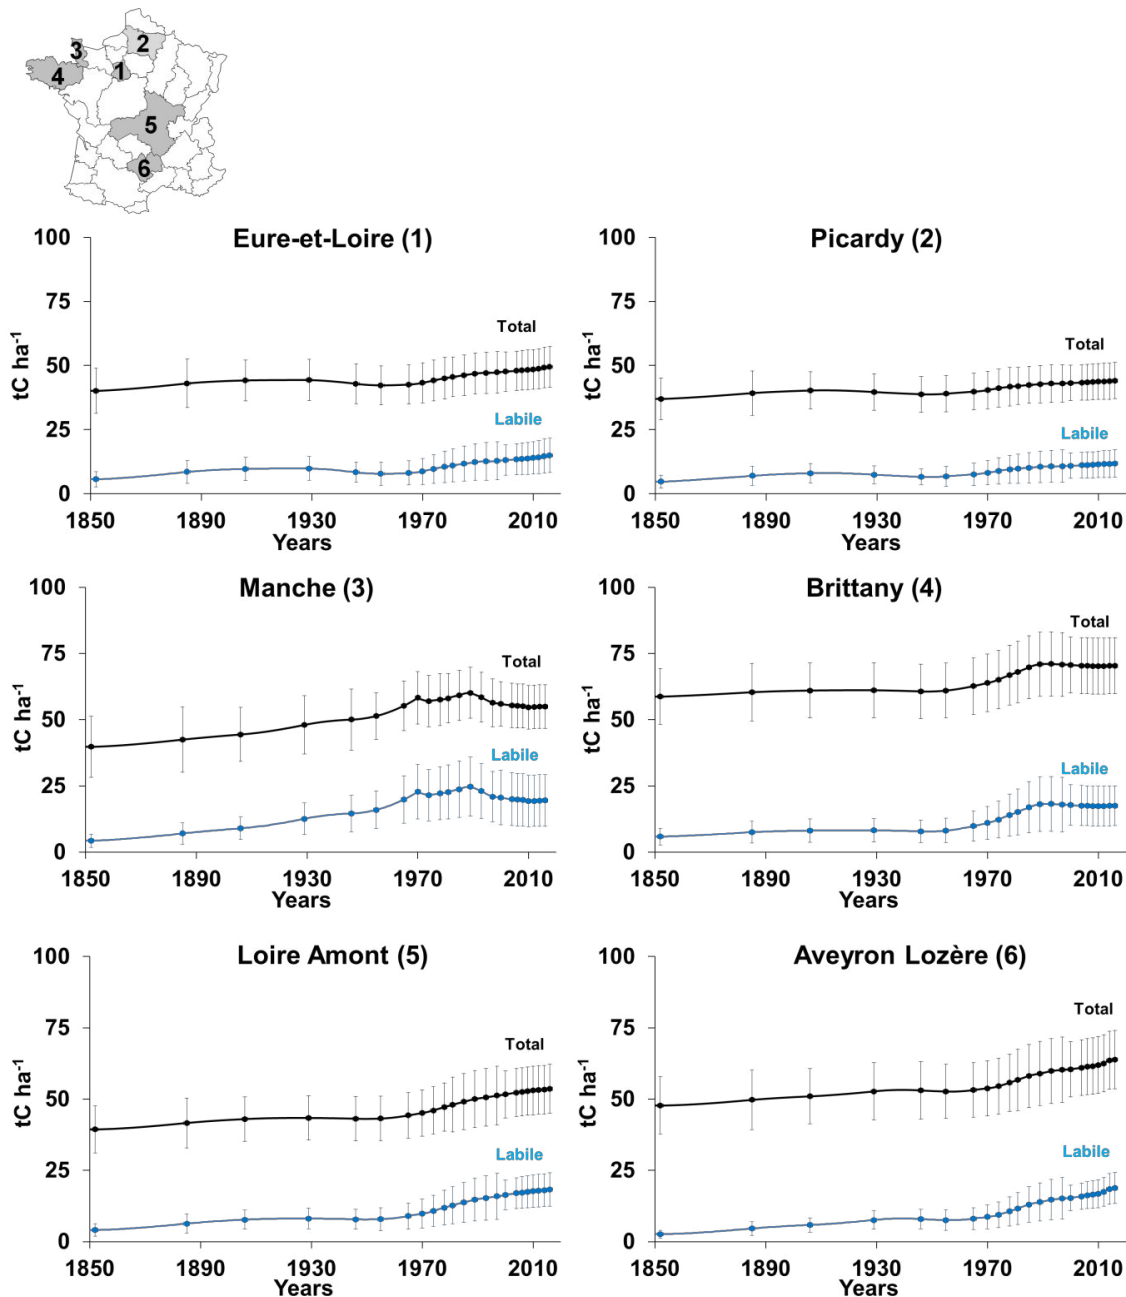 3
2
4
1
5
6
Eure-et-Loire (1)
100
75
50
25
0
tC ha-1
Total
Labile
1850 1890 1930 1970 2010
Years
Picardy (2)
100
75
50
25
0
tC ha-1
Total
Labile
1850 1890 1930 1970 2010
Years
Manche (3)
100
75
50
25
0
tC ha-1
Total
Labile
1850 1890 1930 1970 2010
Years
Brittany (4)
100
75
50
25
0
tC ha-1
Total
Labile
1850 1890 1930 1970 2010
Years
Loire Amont (5)
100
75
50
25
0
tC ha-1
Total
Labile
1850 1890 1930 1970 2010
Years
Aveyron Lozère (6)
100
75
50
25
0
tC ha-1
Total
Labile
1850 1890 1930 1970 2010
Years